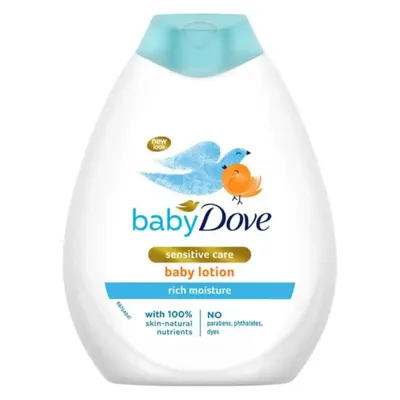 new
look
baby Dove
sensitive care
baby lotion
rich moisture
with 100%
skin-natural
nutrients
NO
parabens, phthalates,
dyes